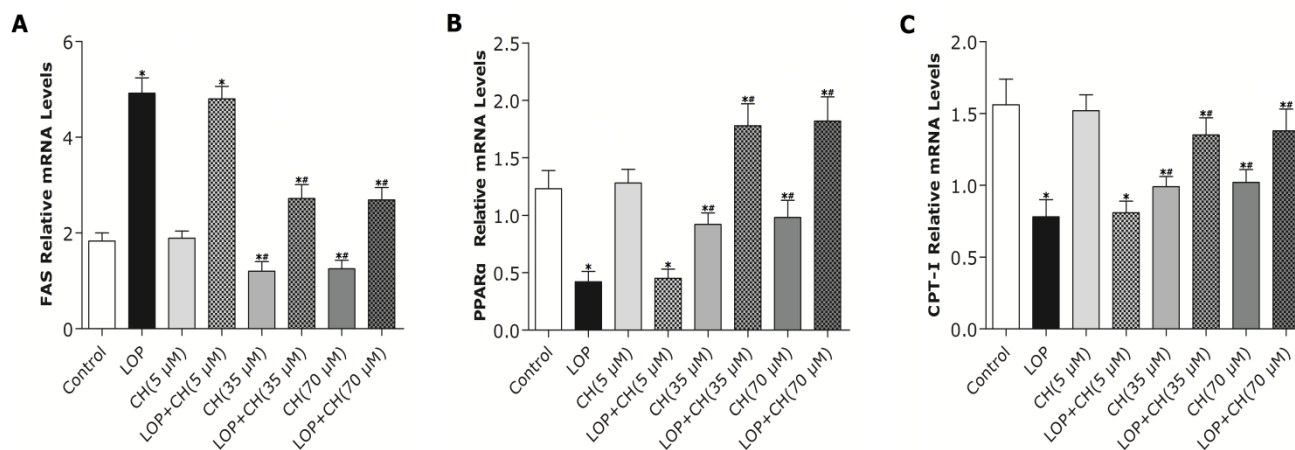 A
FAS Relative mRNA Levels
6
4
2
0
*
*
*#
*#
*#
*#
Control
LOP
CH(5 µM)
LOP+CH(5 µM)
CH(35 µM)
LOP+CH(35 µM)
CH(70 µM)
LOP+CH(70 µM)
B
PPARα Relative mRNA Levels
2.5
2.0
1.5
1.0
0.5
0.0
*
*
*#
*#
*#
*#
Control
LOP
CH(5 µM)
LOP+CH(5 µM)
CH(35 µM)
LOP+CH(35 µM)
CH(70 µM)
LOP+CH(70 µM)
C
CPT-I Relative mRNA Levels
2.0
1.5
1.0
0.5
0.0
*
*
*#
*#
*#
*#
Control
LOP
CH(5 µM)
LOP+CH(5 µM)
CH(35 µM)
LOP+CH(35 µM)
CH(70 µM)
LOP+CH(70 µM)